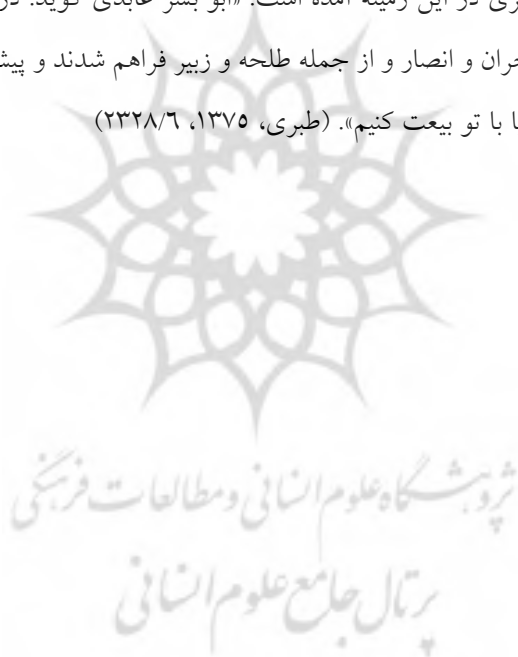 ری در این زمینه آمده است: «ابو بشر عابدی گوید: در
جران و انصار و از جمله طلحه و زبیر فراهم شدند و پیش
ا با تو بیعت کنیم». (طبری، ۱۳۷۵، ۲۳۲۸/۶)
پژوهشگاه علوم انسانی و مطالعات فرهنگی
پرتال جامع علوم انسانی